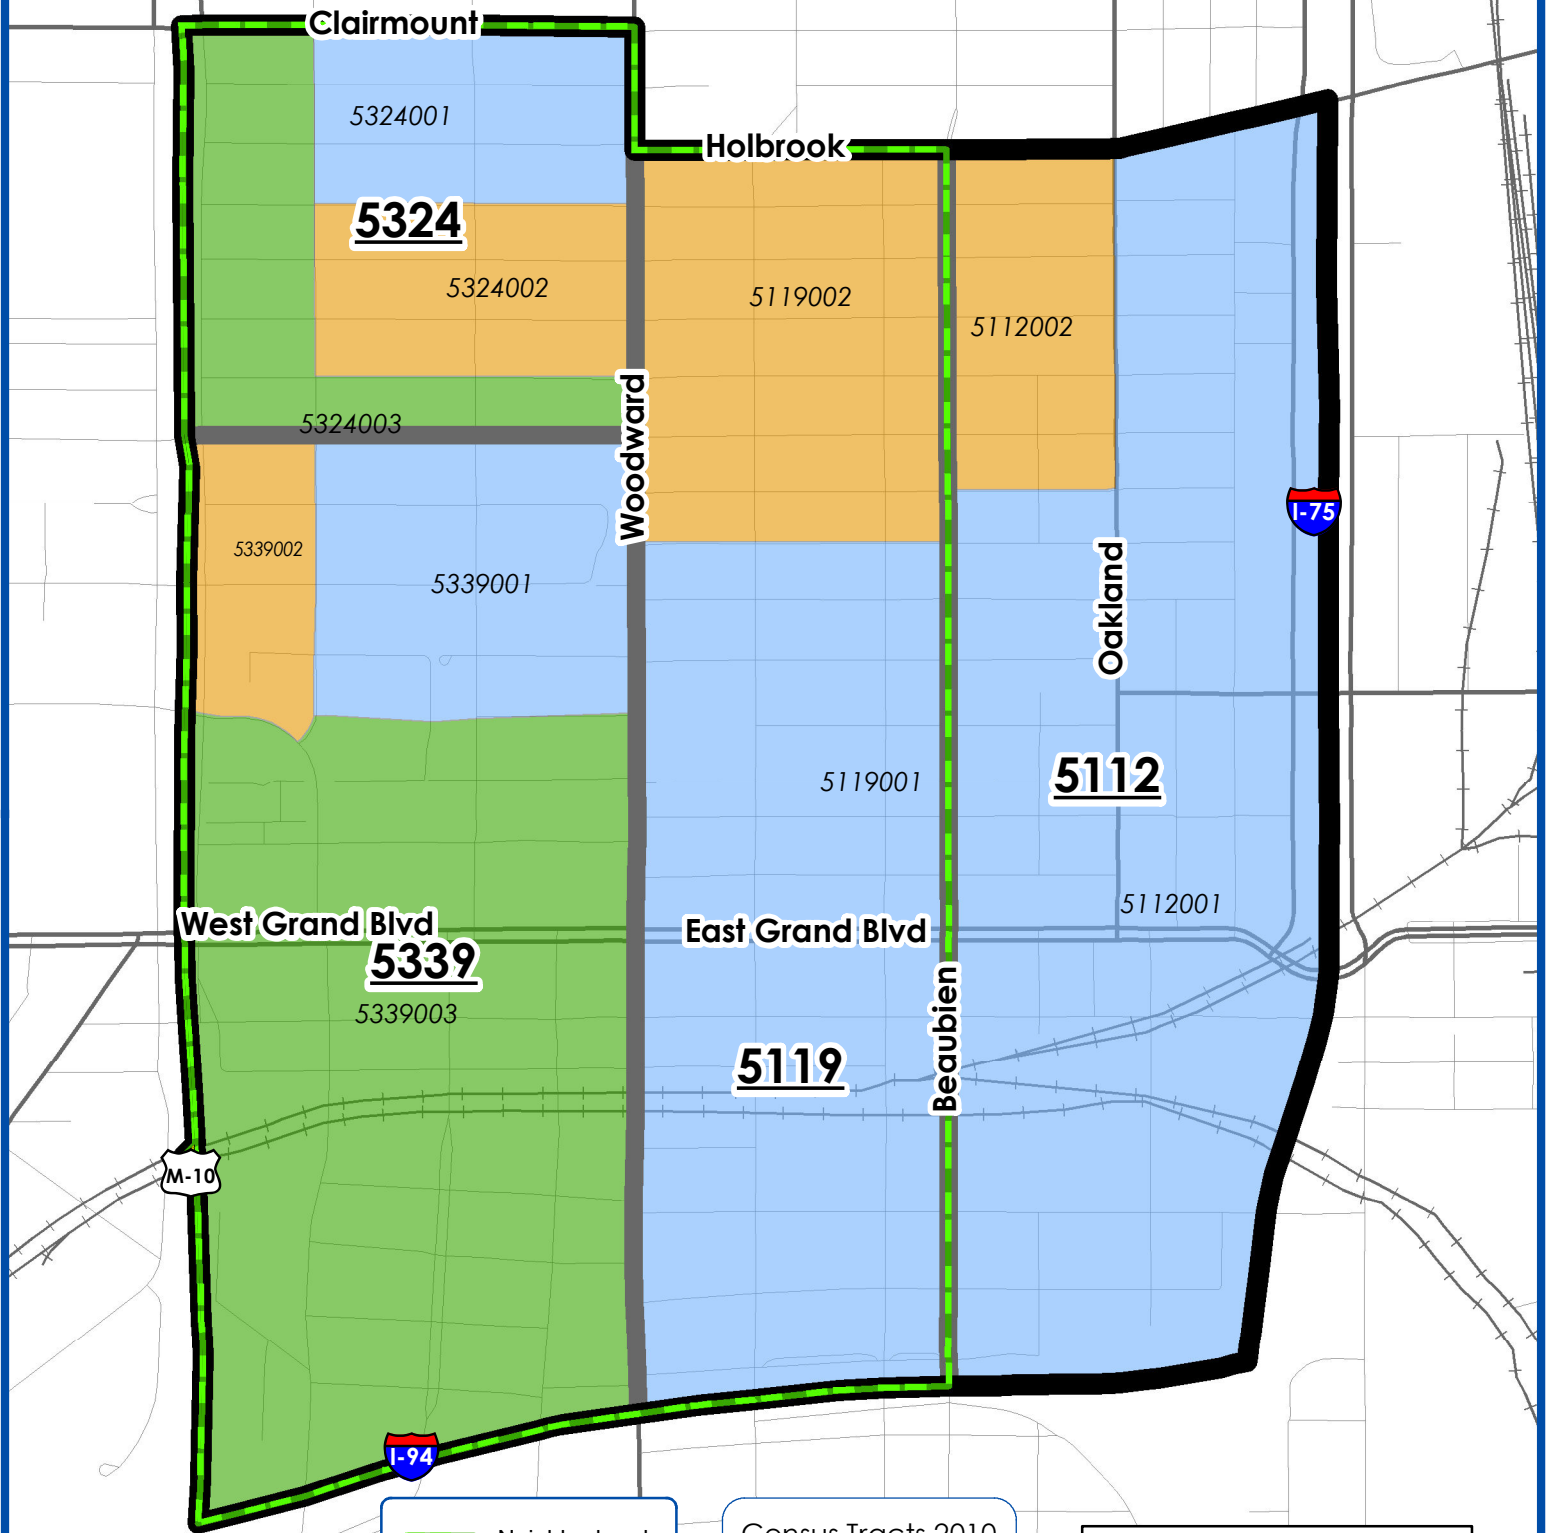 Clairmount
5324001
Holbrook
5324
5324002
5119002
5112002
Woodward
5324003
I-75
5339002
5339001
Oakland
5119001
5112
5112001
West Grand Blvd
East Grand Blvd
5339
5339003
Beaubien
5119
M-10
I-94
Census Tracts 2010